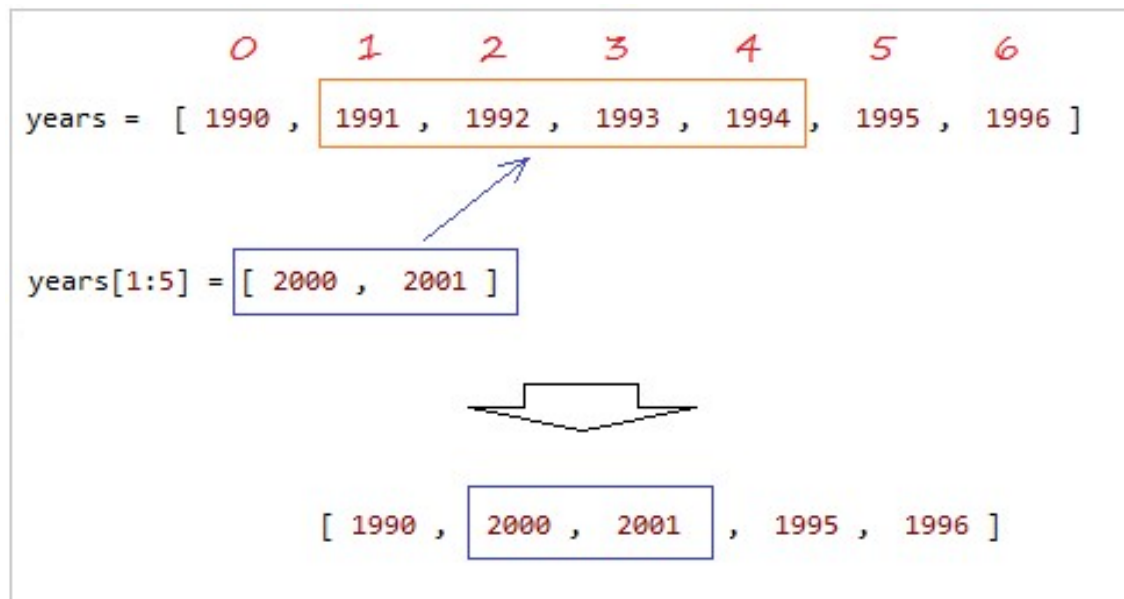 0 1 2 3 4 5 6
years = [ 1990 , 1991 , 1992 , 1993 , 1994 , 1995 , 1996 ]
years[1:5] = [ 2000 , 2001 ]
[ 1990 , 2000 , 2001 , 1995 , 1996 ]